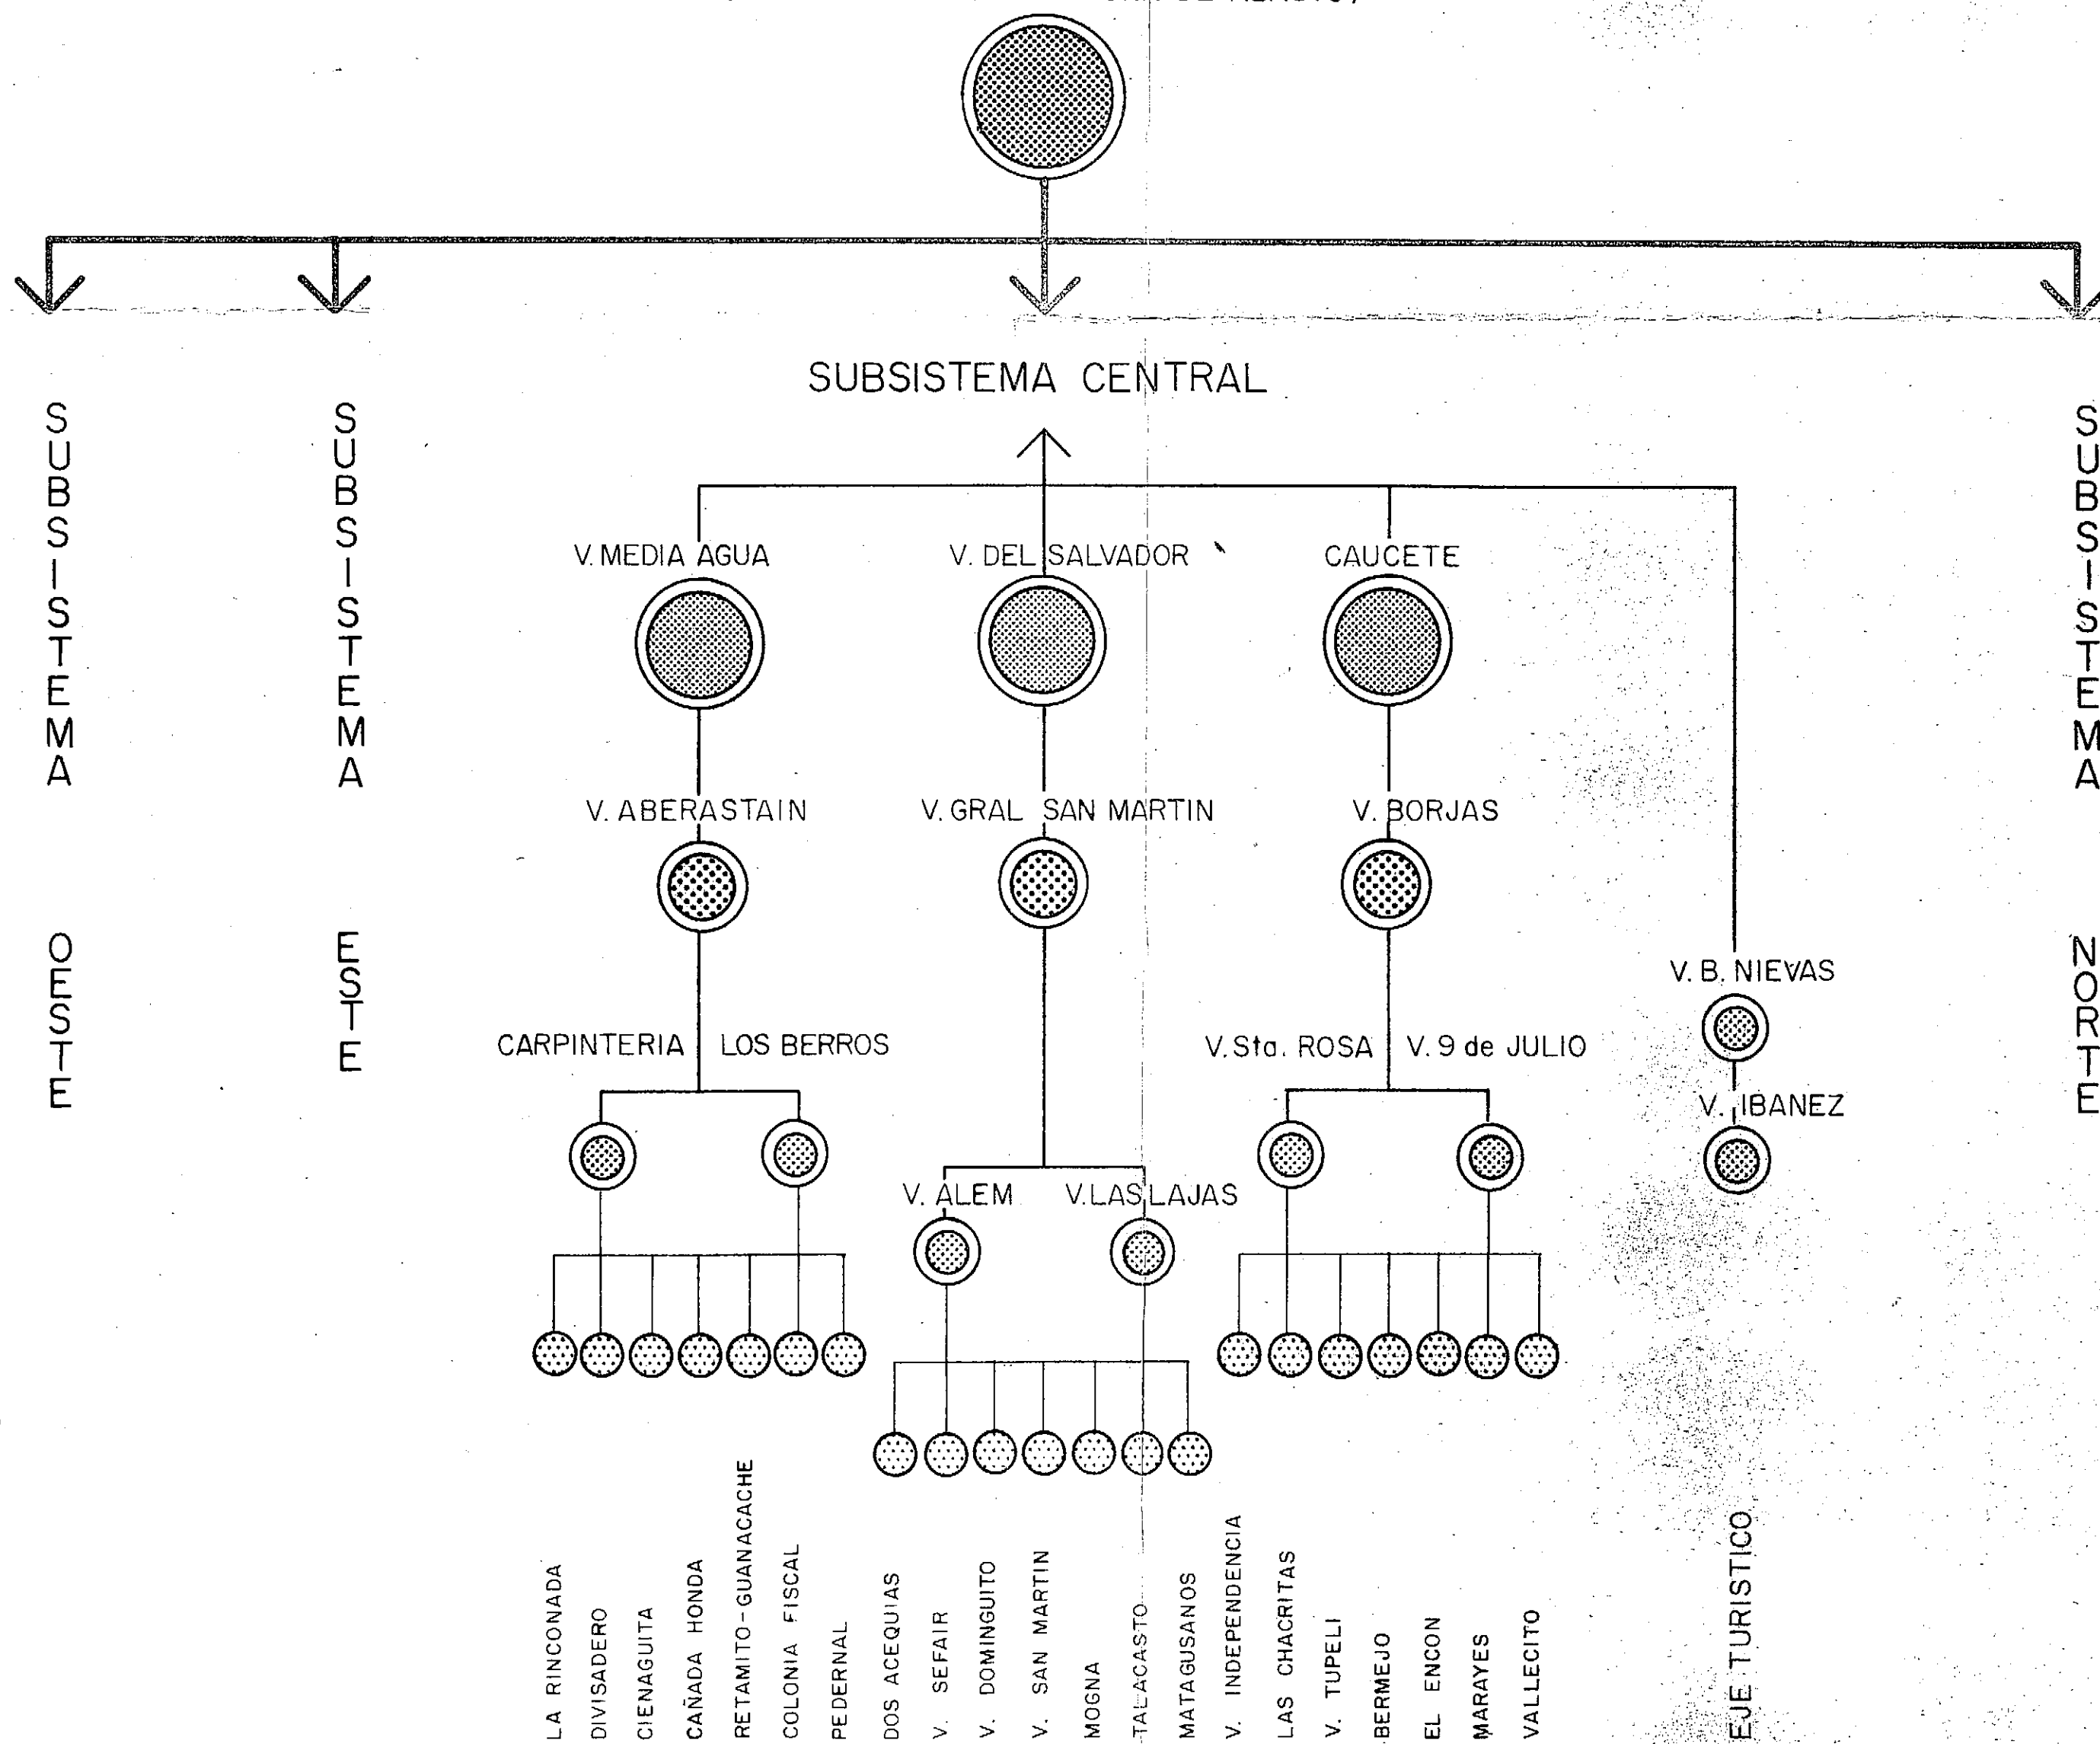 SUBSISTEMA CENTRAL
SUBSISTEMA OESTE
SUBSISTEMA ESTE
SUBSISTEMA NORTE
V. MEDIA AGUA
V. DEL SALVADOR
CAUCETE
V. ABERASTAIN
V. GRAL SAN MARTIN
V. BORJAS
V. B. NIEVAS
CARPINTERIA
LOS BERROS
V. Sta. ROSA
V. 9 de JULIO
V. IBANEZ
V. ALEM
V. LAS LAJAS
LA RINCONADA
DIVISADERO
CIENAGUITA
CAÑADA HONDA
RETAMITO-GUANACACHE
COLONIA FISCAL
PEDERNAL
DOS ACEQUIAS
V. SEFAIR
V. DOMINGUITO
V. SAN MARTIN
MOGNA
TALACASTO
MATAGUSANOS
V. INDEPENDENCIA
LAS CHACRITAS
V. TUPELI
BERMEJO
EL ENCON
MARAYES
VALLECITO
EJE TURISTICO